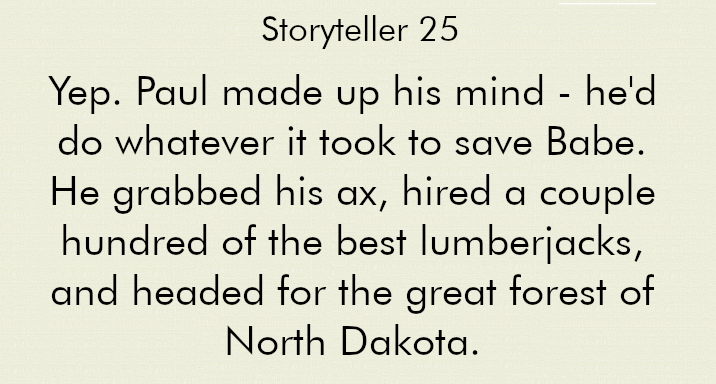 Storyteller 25
Yep. Paul made up his mind - he'd
do whatever it took to save Babe.
He grabbed his ax, hired a couple
hundred of the best lumberjacks,
and headed for the great forest of
North Dakota.